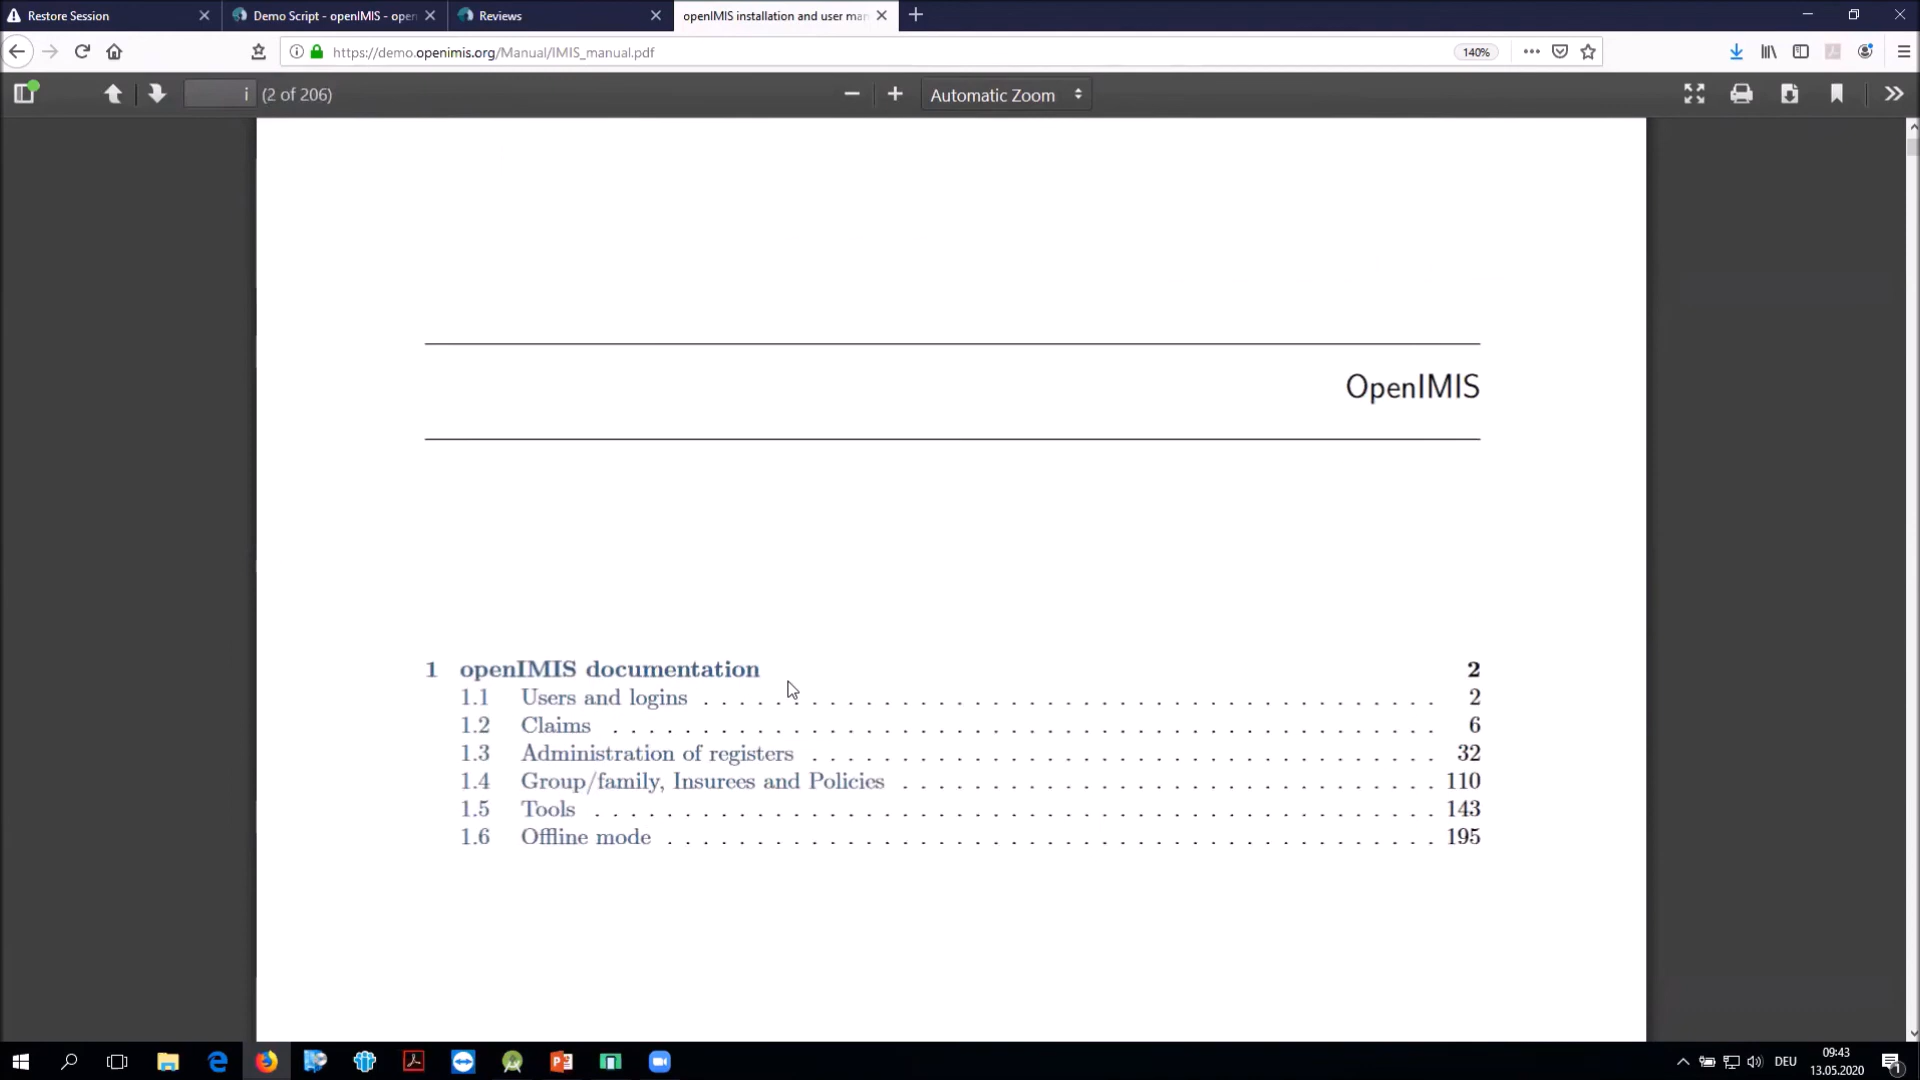 Restore Session
Demo Script - openIMIS - open
Reviews
openIMIS installation and user man
https://demo.openimis.org/Manual/IMIS_manual.pdf
140%
i (2 of 206)
Automatic Zoom
OpenIMIS
1 openIMIS documentation 2
1.1 Users and logins . . . . . . . . . . . . . . . . . . . . . . . . . . . . . . . . . 2
1.2 Claims . . . . . . . . . . . . . . . . . . . . . . . . . . . . . . . . . . . . . 6
1.3 Administration of registers . . . . . . . . . . . . . . . . . . . . . . . . . . . 32
1.4 Group/family, Insurees and Policies . . . . . . . . . . . . . . . . . . . . . . . 110
1.5 Tools . . . . . . . . . . . . . . . . . . . . . . . . . . . . . . . . . . . . . 143
1.6 Offline mode . . . . . . . . . . . . . . . . . . . . . . . . . . . . . . . . . . 195
DEU
09:43
13.05.2020
1